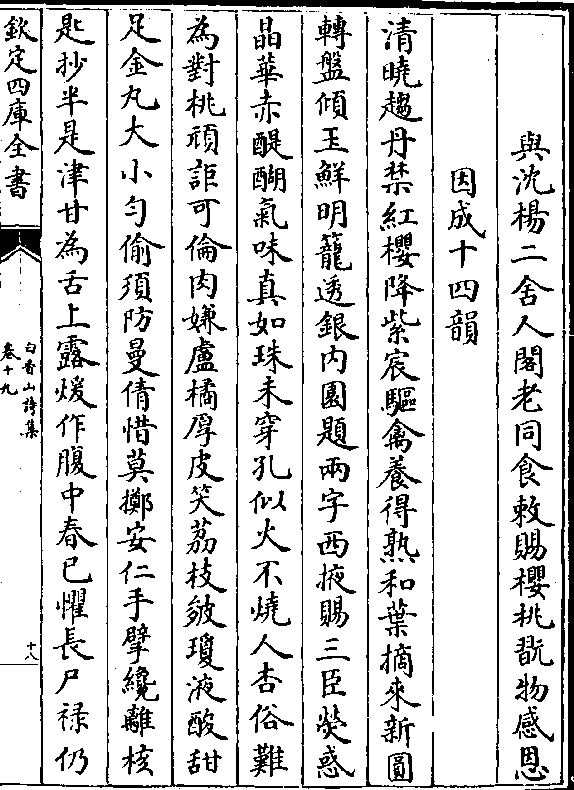 與沈楊二舍人閣老同食敕賜櫻桃翫物感恩
因成十四韻
清曉趨丹禁紅櫻降紫宸驅禽養得熟和葉摘來新圓
轉盤傾玉鮮明籠透銀内園題兩字西掖賜三臣熒惑
晶華赤醍醐氣味真如珠未穿孔似火不燒人杏俗難
為對桃頑詎可倫肉嫌盧橘厚皮笑荔枝皴瓊液酸甜
足金丸大小匀偷須防曼倩惜莫擲安仁手擘纔離核
匙抄半是津甘為舌上露煖作腹中春已懼長尸禄仍
欽定四庫全書
白香山詩集
卷十九
十八